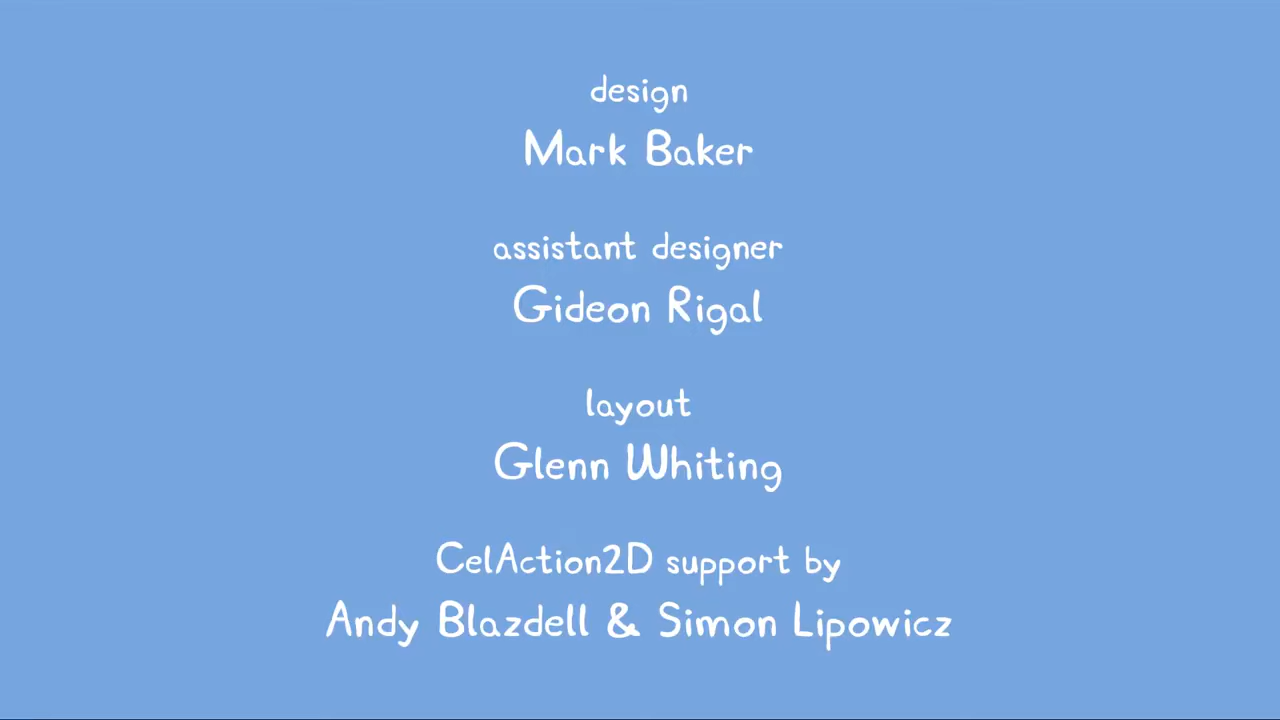 design
Mark Baker
assistant designer
Gideon Rigal
layout
Glenn Whiting
CelAction2D support by
Andy Blazdell & Simon Lipowicz